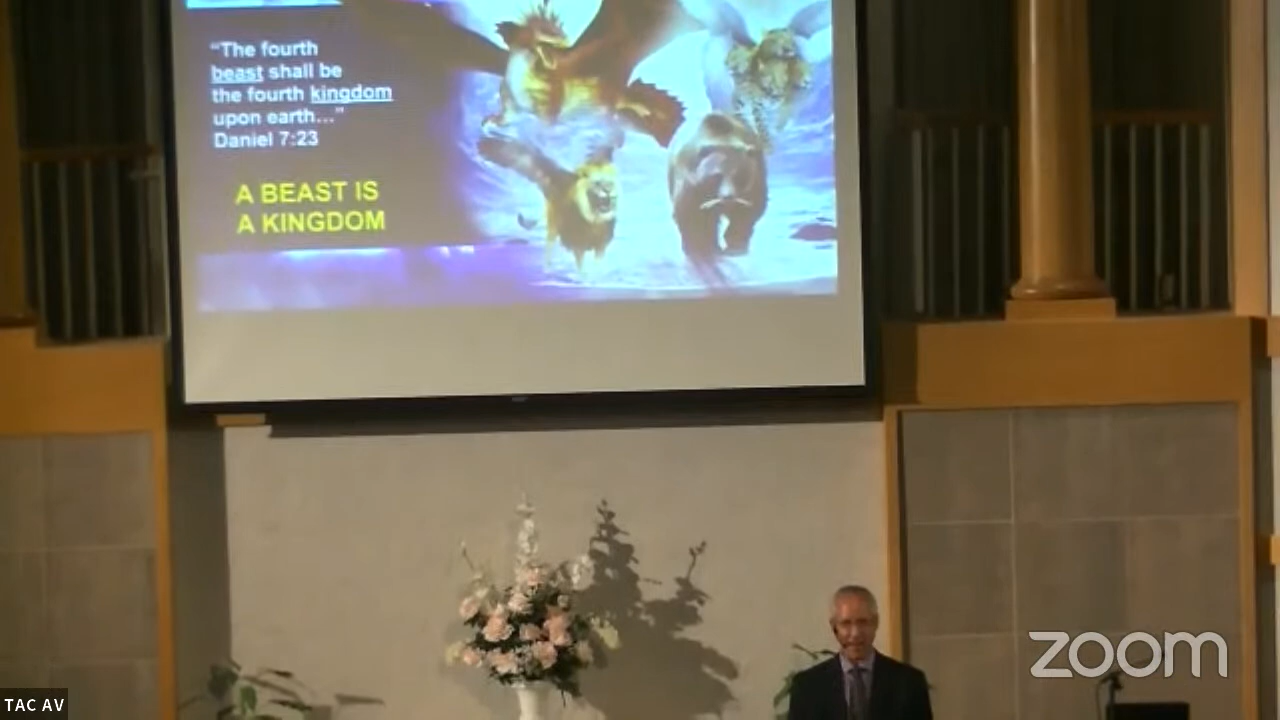 “The fourth
beast shall be
the fourth kingdom
upon earth…”
Daniel 7:23
A BEAST IS
A KINGDOM
zoom
TAC AV